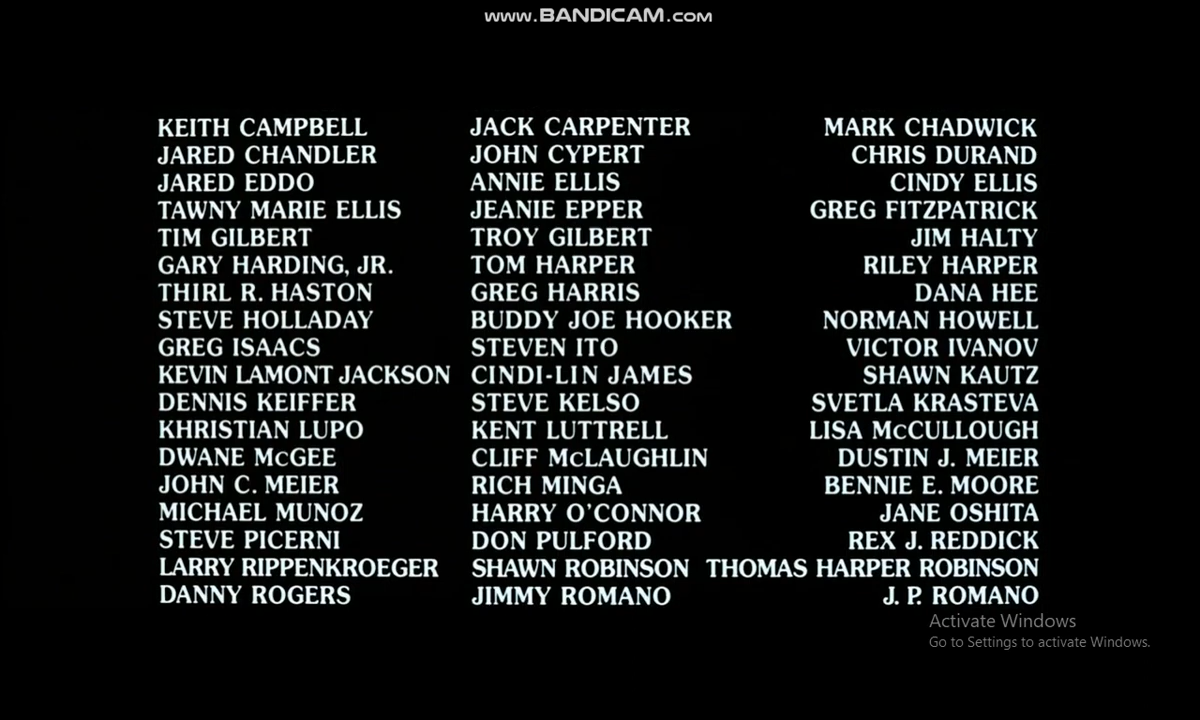 www.BANDICAM.com
KEITH CAMPBELL JACK CARPENTER MARK CHADWICK
JARED CHANDLER JOHN CYPERT CHRIS DURAND
JARED EDDO ANNIE ELLIS CINDY ELLIS
TAWNY MARIE ELLIS JEANIE EPPER GREG FITZPATRICK
TIM GILBERT TROY GILBERT JIM HALTY
GARY HARDING, JR. TOM HARPER RILEY HARPER
THIRL R. HASTON GREG HARRIS DANA HEE
STEVE HOLLADAY BUDDY JOE HOOKER NORMAN HOWELL
GREG ISAACS STEVEN ITO VICTOR IVANOV
KEVIN LAMONT JACKSON CINDI-LIN JAMES SHAWN KAUTZ
DENNIS KEIFFER STEVE KELSO SVETLA KRASTEVA
KHRISTIAN LUPO KENT LUTTRELL LISA McCULLOUGH
DWANE McGEE CLIFF McLAUGHLIN DUSTIN J. MEIER
JOHN C. MEIER RICH MINGA BENNIE E. MOORE
MICHAEL MUNOZ HARRY O'CONNOR JANE OSHITA
STEVE PICERNI DON PULFORD REX J. REDDICK
LARRY RIPPENKROEGER SHAWN ROBINSON THOMAS HARPER ROBINSON
DANNY ROGERS JIMMY ROMANO J. P. ROMANO
Activate Windows
Go to Settings to activate Windows.